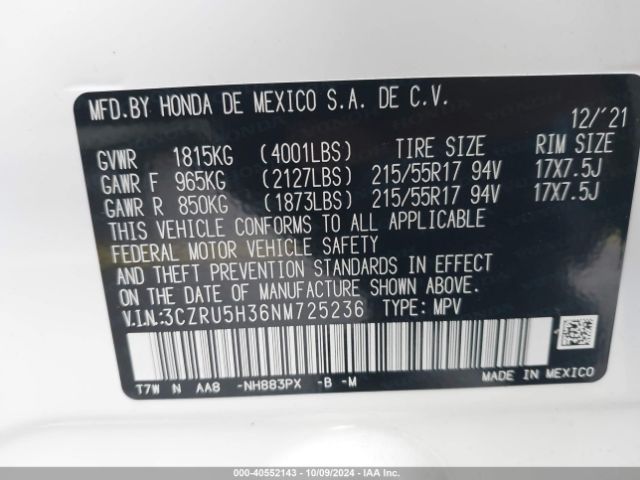 MFD.BY HONDA DE MEXICO S.A. DE C.V.
12/'21
GVWR 1815KG (4001LBS) TIRE SIZE RIM SIZE
GAWR F 965KG (2127LBS) 215/55R17 94V 17X7.5J
GAWR R 850KG (1873LBS) 215/55R17 94V 17X7.5J
THIS VEHICLE CONFORMS TO ALL APPLICABLE
FEDERAL MOTOR VEHICLE SAFETY
AND THEFT PREVENTION STANDARDS IN EFFECT
ON THE DATE OF MANUFACTURE SHOWN ABOVE.
V.I.N.:3CZRU5H36NM725236 TYPE: MPV
T7W N AA8 -NH883PX -B -M
MADE IN MEXICO
000-40552143 - 10/09/2024 - IAA Inc.